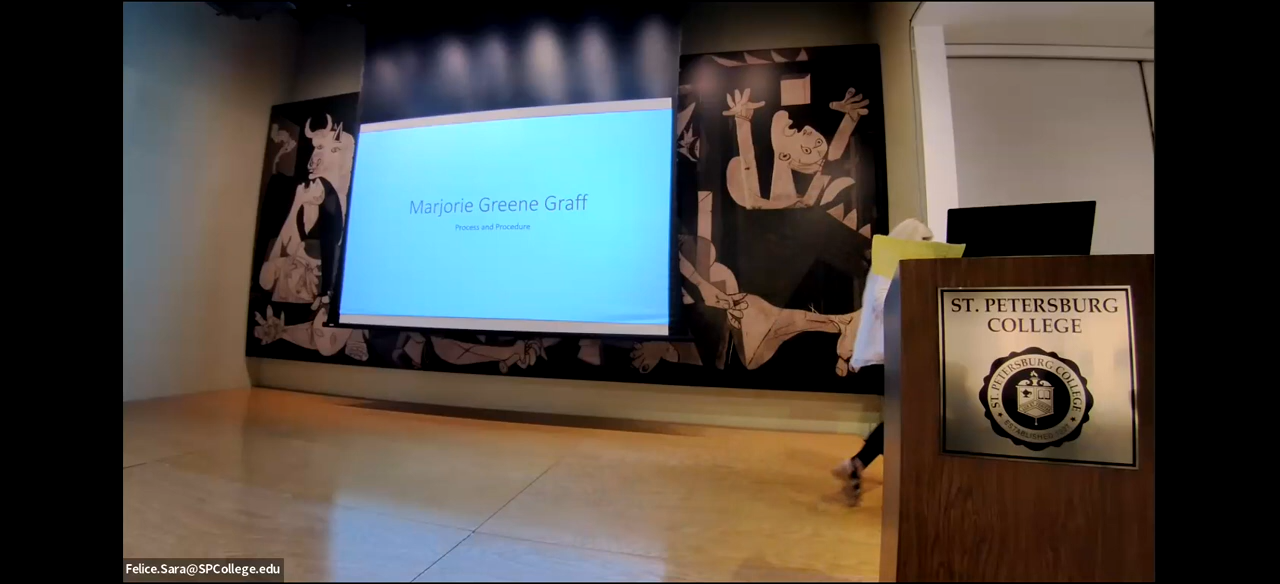 Marjorie Greene Graff
Process and Procedure
ST. PETERSBURG
COLLEGE
ST. PETERSBURG COLLEGE
Felice.Sara@SPCollege.edu